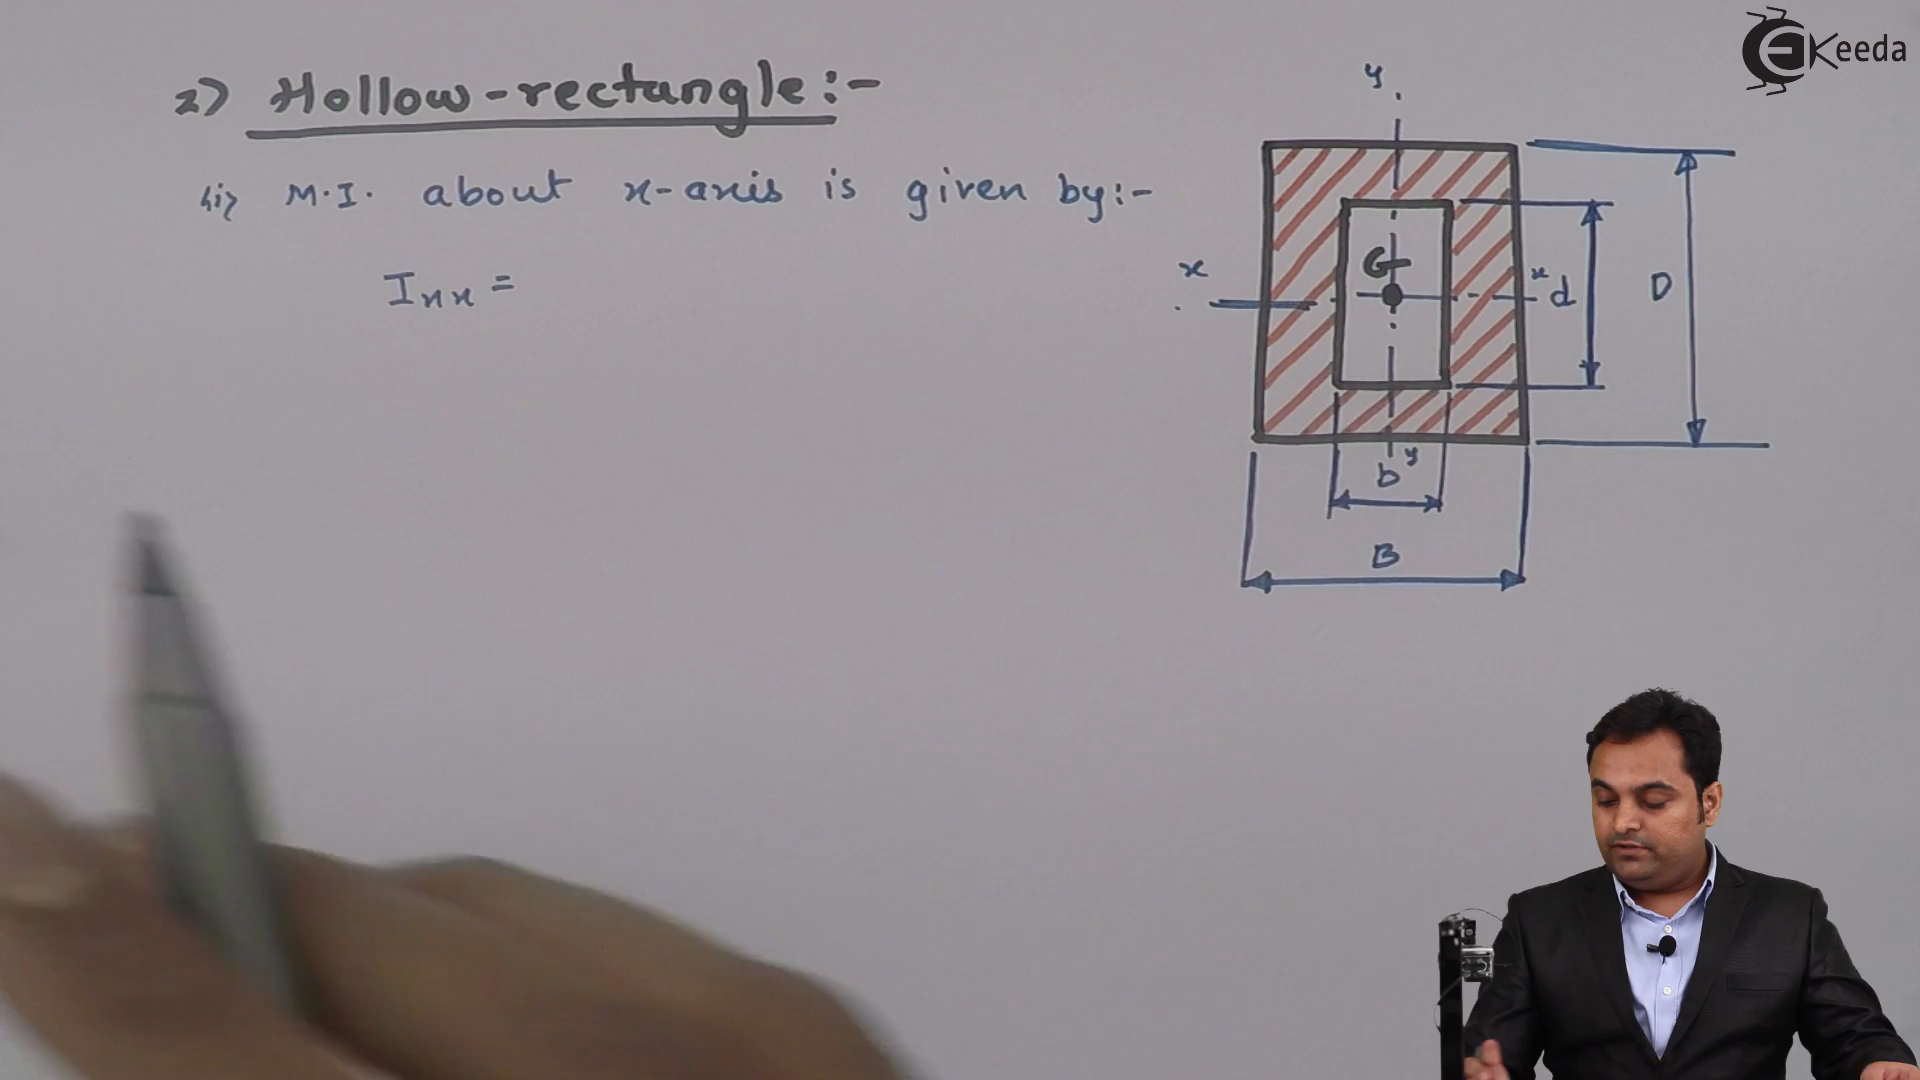 2) Hollow-rectangle:-
(i) M.I. about x-axis is given by:-
Ixx =
y
x
G
x
d
D
y
b
B
EKeeda